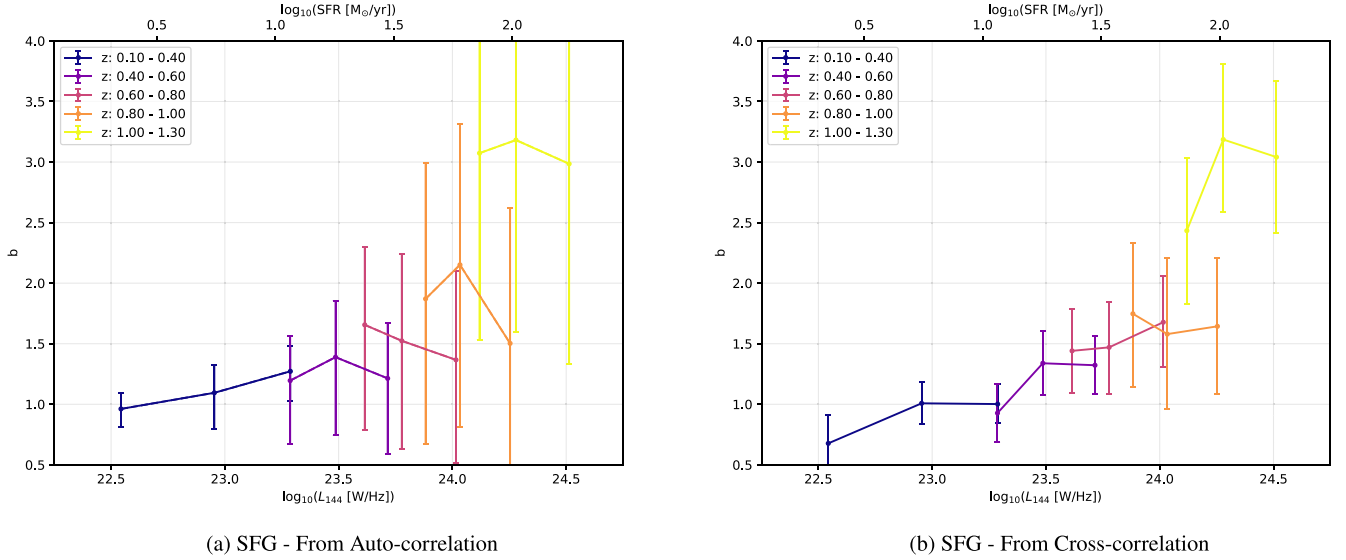 log₁₀(SFR [M⊙/yr])
0.5 1.0 1.5 2.0
4.0
3.5
3.0
2.5
2.0
1.5
1.0
0.5
b
z: 0.10 - 0.40
z: 0.40 - 0.60
z: 0.60 - 0.80
z: 0.80 - 1.00
z: 1.00 - 1.30
22.5 23.0 23.5 24.0 24.5
log₁₀(L₁₄₄ [W/Hz])
(a) SFG - From Auto-correlation
log₁₀(SFR [M⊙/yr])
0.5 1.0 1.5 2.0
4.0
3.5
3.0
2.5
2.0
1.5
1.0
0.5
b
z: 0.10 - 0.40
z: 0.40 - 0.60
z: 0.60 - 0.80
z: 0.80 - 1.00
z: 1.00 - 1.30
22.5 23.0 23.5 24.0 24.5
log₁₀(L₁₄₄ [W/Hz])
(b) SFG - From Cross-correlation